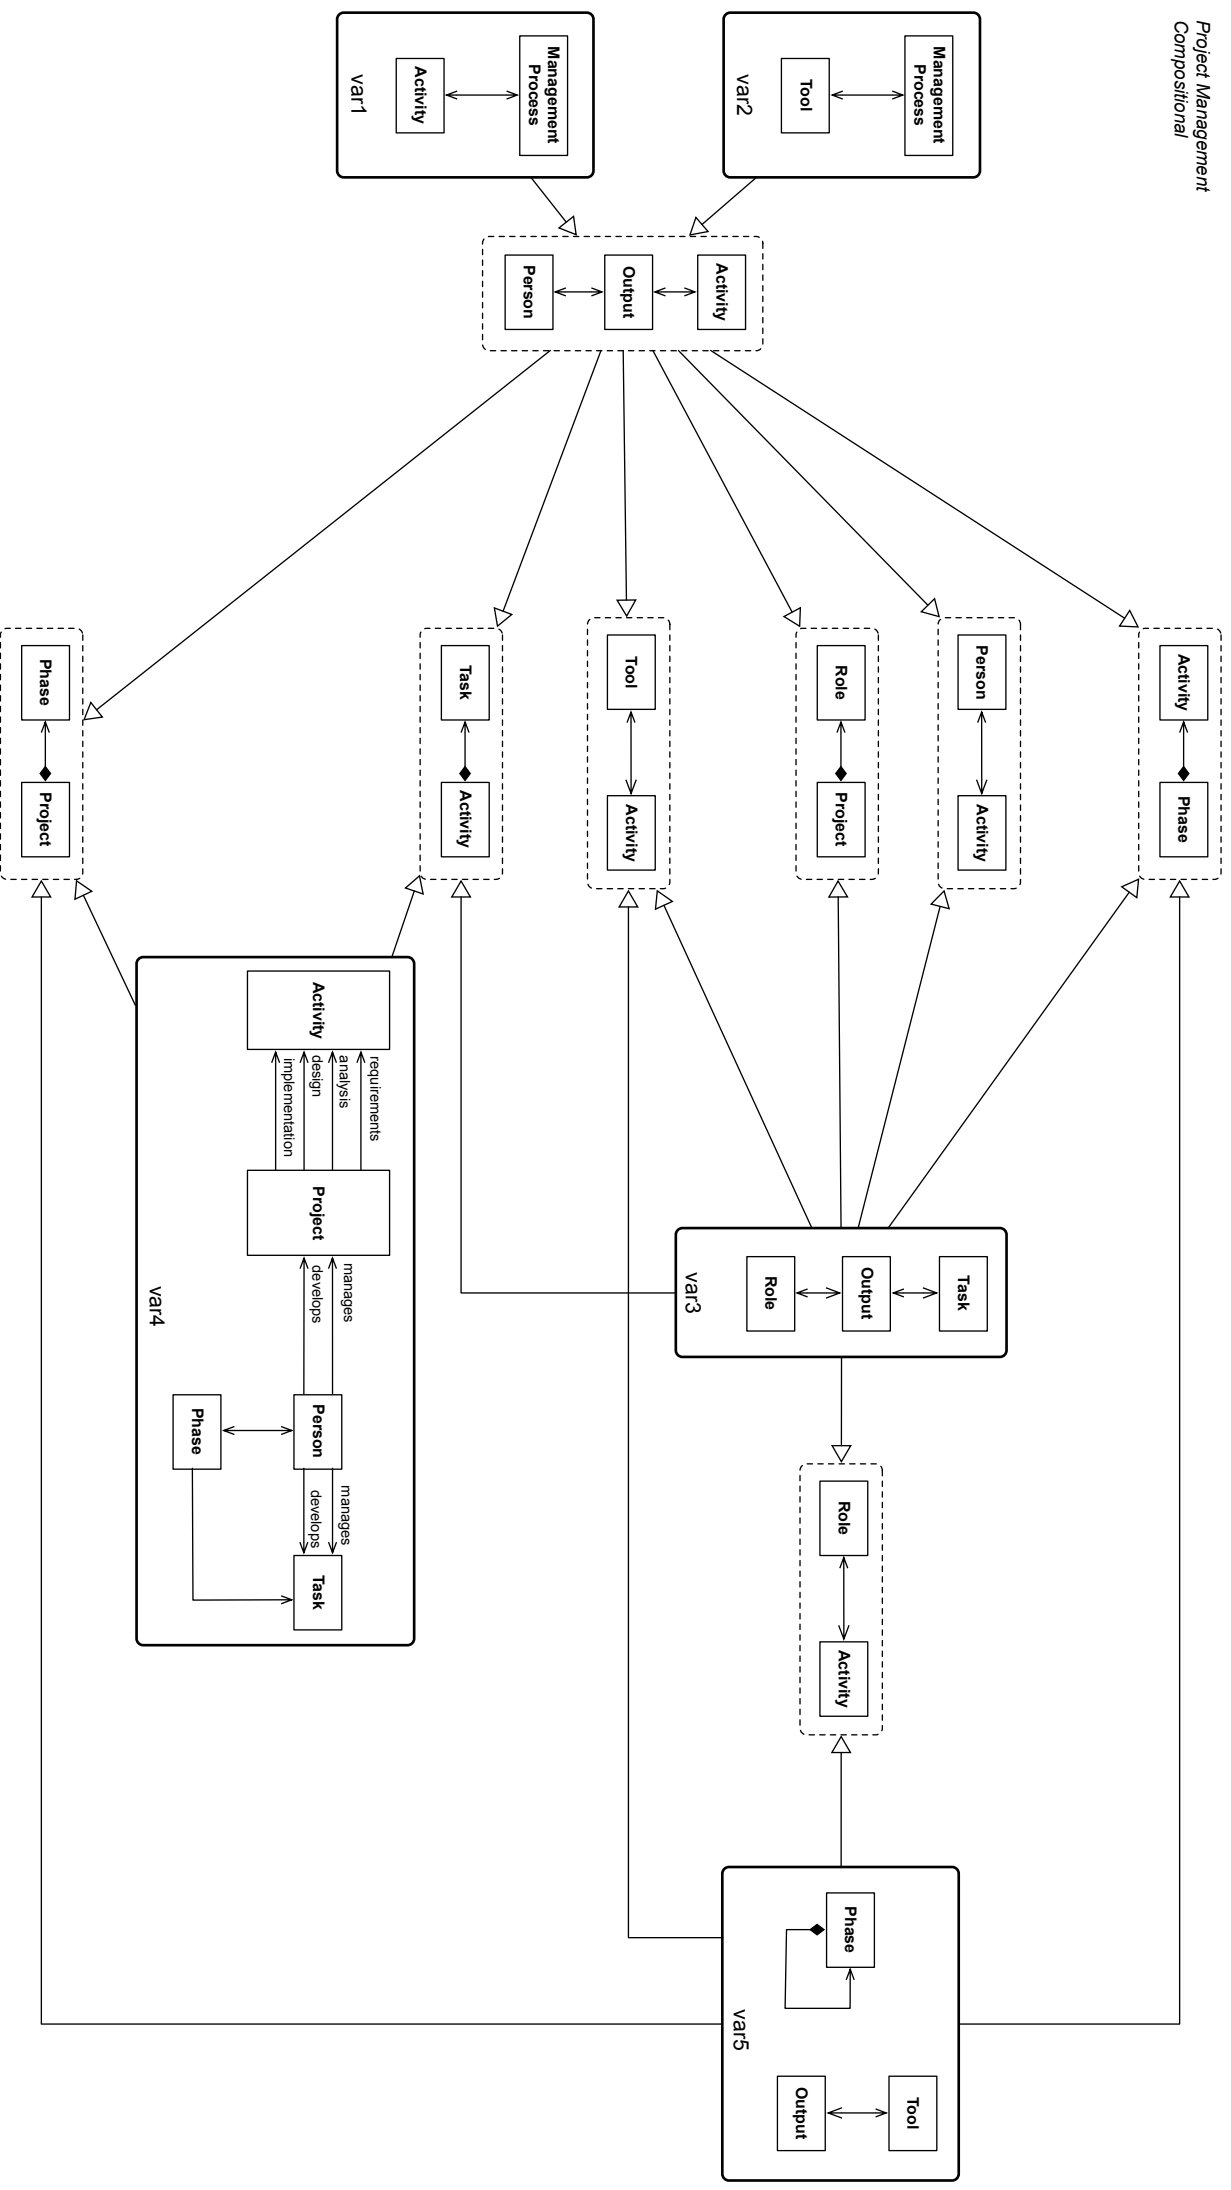 Project Management
Compositional
Management
Process
Tool
var2
Management
Process
Activity
var1
Activity
Output
Person
Activity
Phase
Person
Activity
Role
Project
Tool
Activity
Task
Activity
Phase
Project
Task
Output
Role
var3
Activity
requirements
analysis
design
implementation
Project
manages
develops
Person
Phase
manages
develops
Task
var4
Role
Activity
Phase
Tool
Output
var5